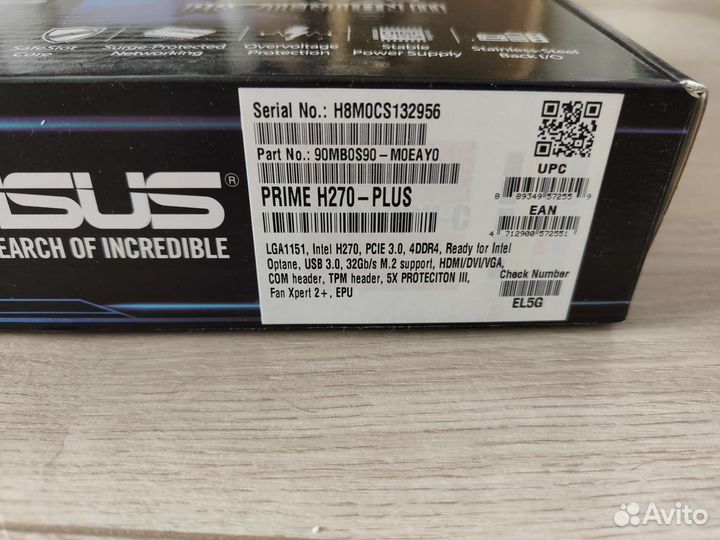 SafeSlot Core
Surge-Protected Networking
Overvoltage Protection
Stable Power Supply
Stainless-Steel Back I/O
SUS®
EARCH OF INCREDIBLE
Serial No.: H8M0CS132956
Part No.: 90MB0S90-M0EAY0
PRIME H270-PLUS
LGA1151, Intel H270, PCIE 3.0, 4DDR4, Ready for Intel
Optane, USB 3.0, 32Gb/s M.2 support, HDMI/DVI/VGA,
COM header, TPM header, 5X PROTECITON III,
Fan Xpert 2+, EPU
UPC
8 89349 57255 9
EAN
4 712900 572551
Check Number
EL5G
Avito